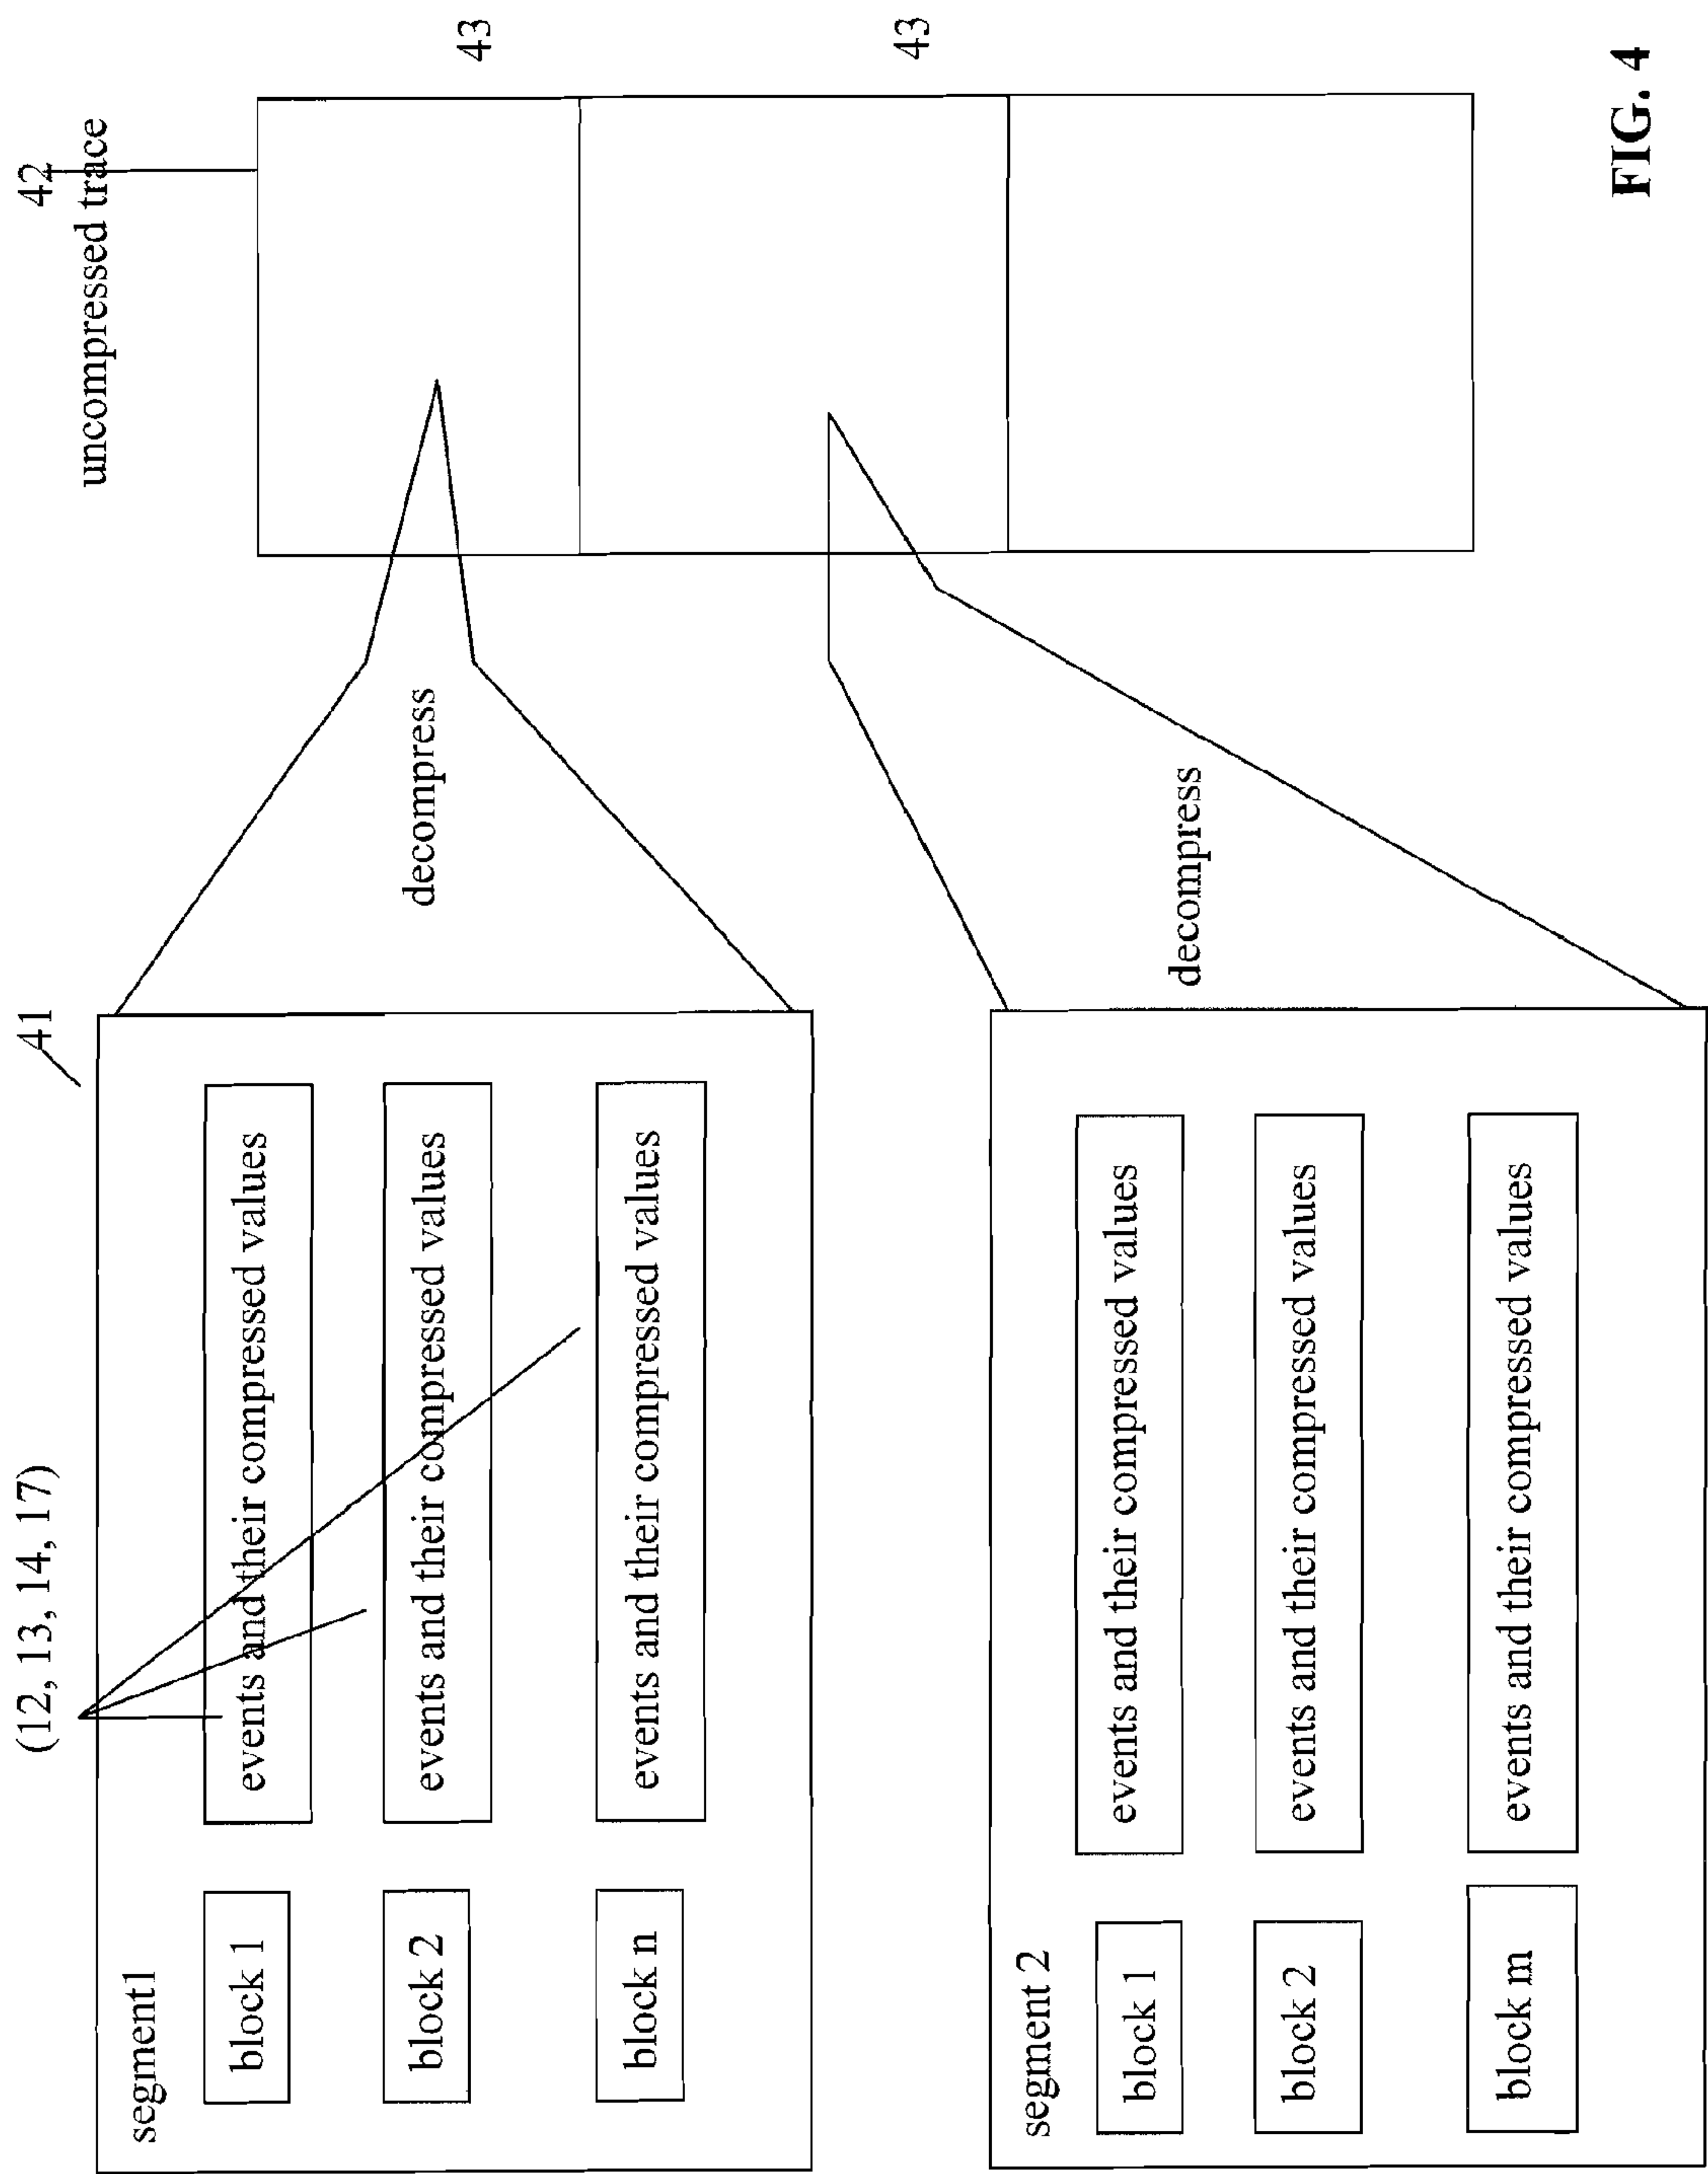 (12, 13, 14, 17)
41
42
uncompressed trace
segment1
block 1
events and their compressed values
block 2
events and their compressed values
block n
events and their compressed values
decompress
43
segment 2
block 1
events and their compressed values
block 2
events and their compressed values
block m
events and their compressed values
decompress
43
FIG. 4